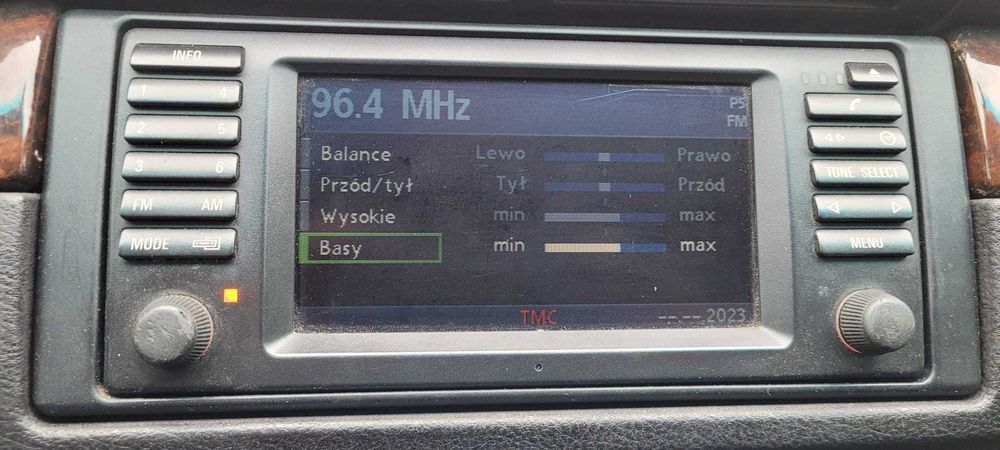 INFO
1 4
2 5
3 6
FM AM
MODE
96.4 MHz
PS
FM
Balance Lewo Prawo
Przód/tył Tył Przód
Wysokie min max
Basy min max
TMC
--.--.2023
TONE SELECT
MENU